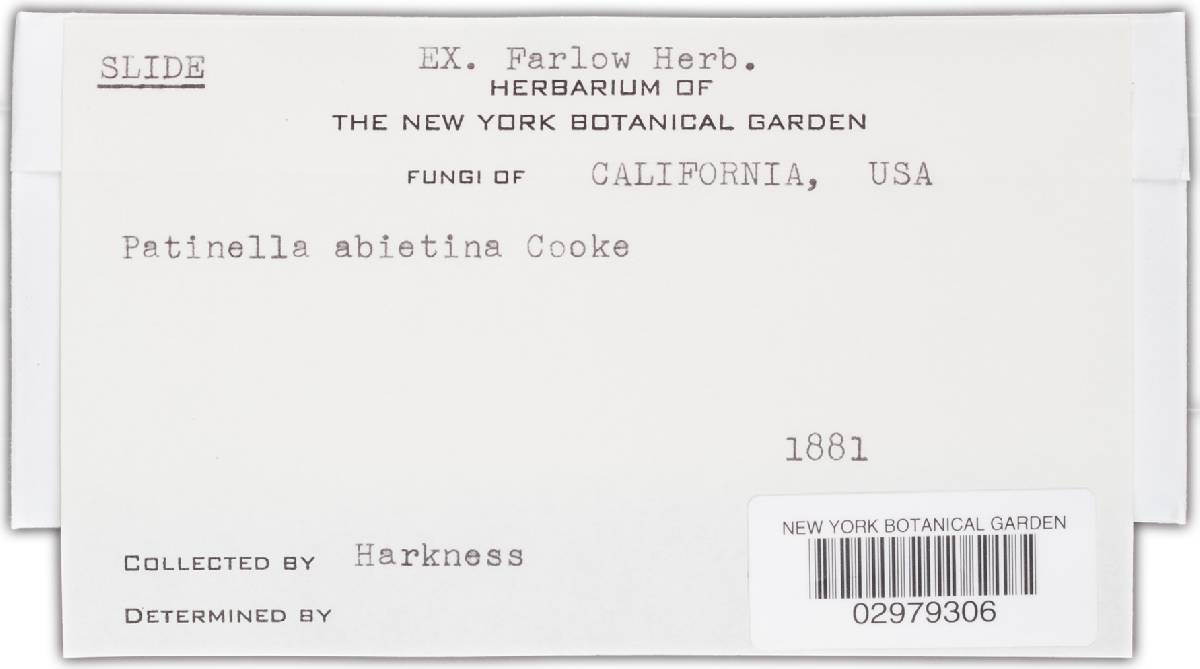 SLIDE
EX. Farlow Herb.
HERBARIUM OF
THE NEW YORK BOTANICAL GARDEN
FUNGI OF CALIFORNIA, USA
Patinella abietina Cooke
1881
COLLECTED BY Harkness
DETERMINED BY
NEW YORK BOTANICAL GARDEN
02979306